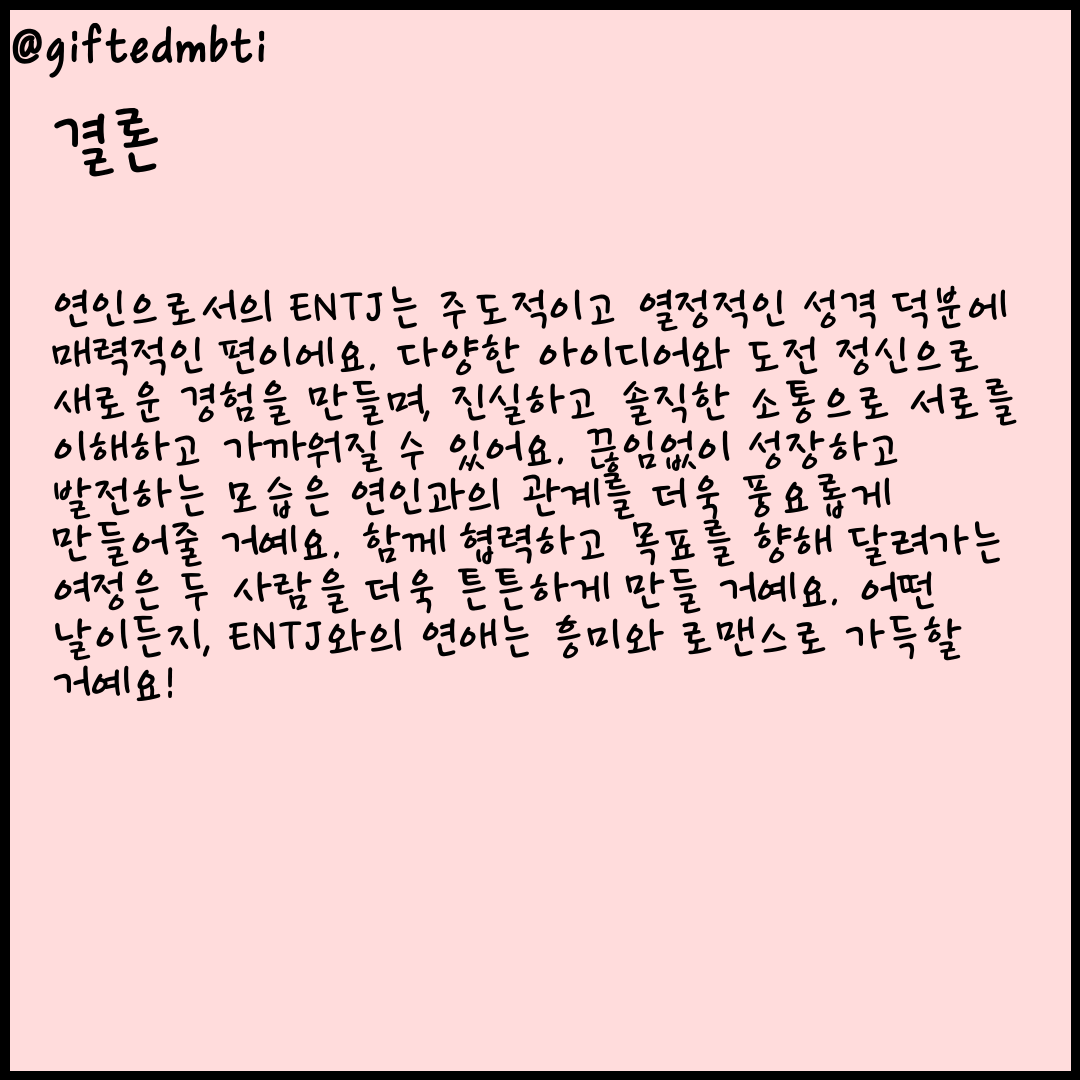 @giftedmbti
결론
연인으로서의 ENTJ는 주도적이고 열정적인 성격 덕분에
매력적인 편이에요. 다양한 아이디어와 도전 정신으로
새로운 경험을 만들며, 진실하고 솔직한 소통으로 서로를
이해하고 가까워질 수 있어요. 끊임없이 성장하고
발전하는 모습은 연인과의 관계를 더욱 풍요롭게
만들어줄 거예요. 함께 협력하고 목표를 향해 달려가는
여정은 두 사람을 더욱 튼튼하게 만들 거예요. 어떤
날이든지, ENTJ와의 연애는 흥미와 로맨스로 가득할
거예요!